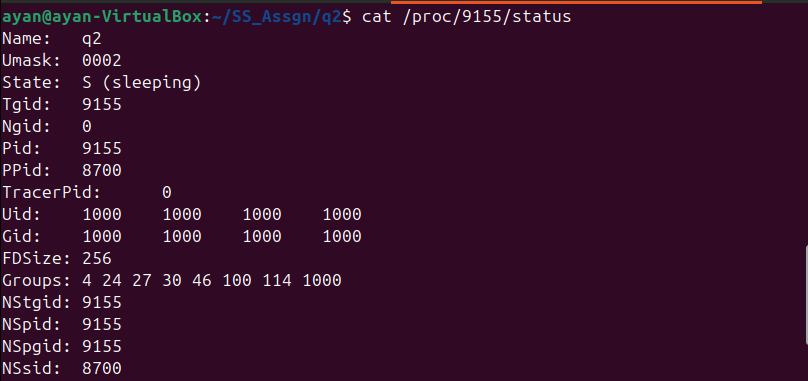 ayan@ayan-VirtualBox:~/SS_Assgn/q2$ cat /proc/9155/status
Name:   q2
Umask:  0002
State:  S (sleeping)
Tgid:   9155
Ngid:   0
Pid:    9155
PPid:   8700
TracerPid:      0
Uid:    1000    1000    1000    1000
Gid:    1000    1000    1000    1000
FDSize: 256
Groups: 4 24 27 30 46 100 114 1000
NStgid: 9155
NSpid:  9155
NSpgid: 9155
NSsid:  8700